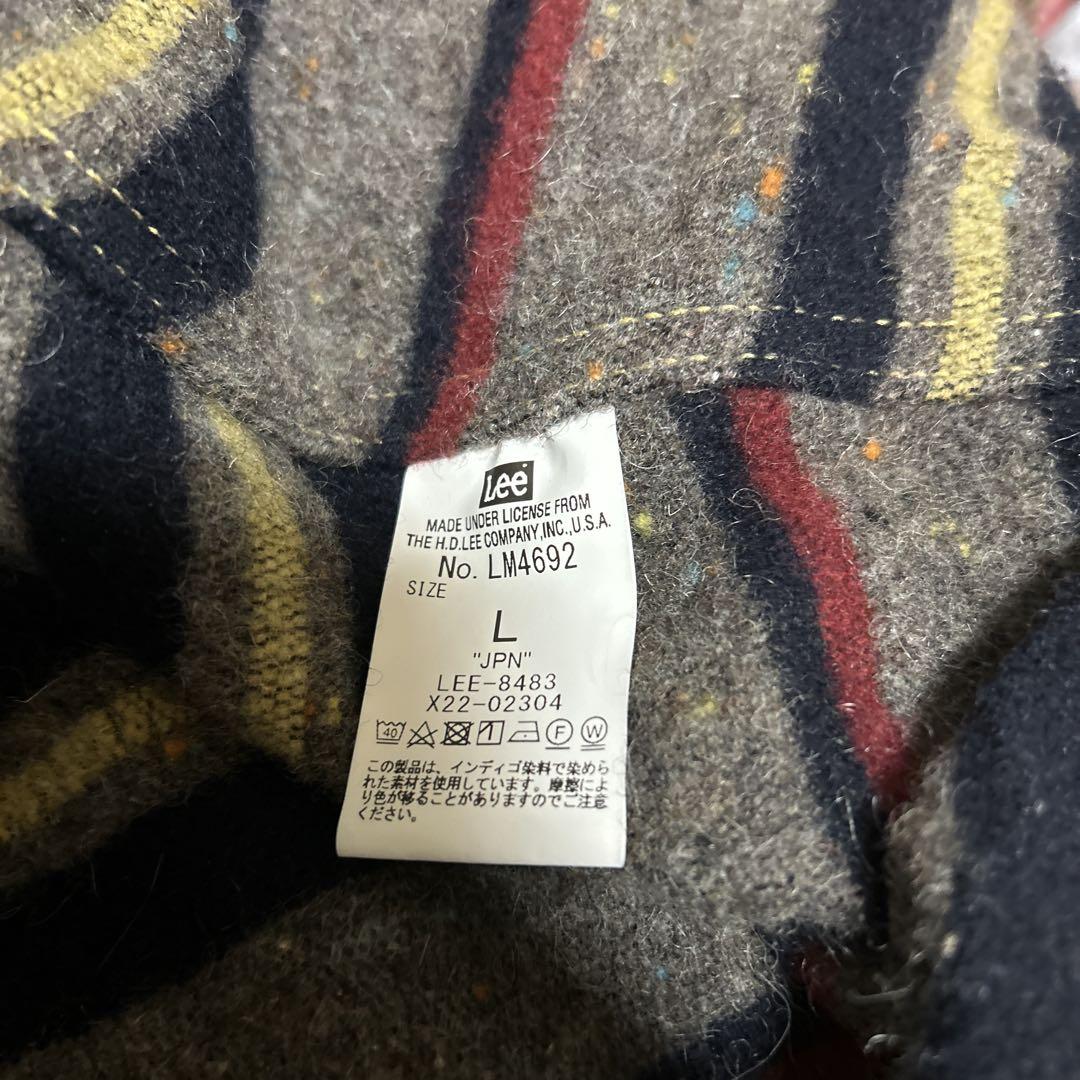 Lee
MADE UNDER LICENSE FROM
THE H.D.LEE COMPANY,INC.,U.S.A.
No. LM4692
SIZE
L
"JPN"
LEE-8483
X22-02304
40 1 F W
この製品は、インディゴ染料で染めら
れた素材を使用しています。摩擦によ
り色が移ることがありますのでご注意
ください。